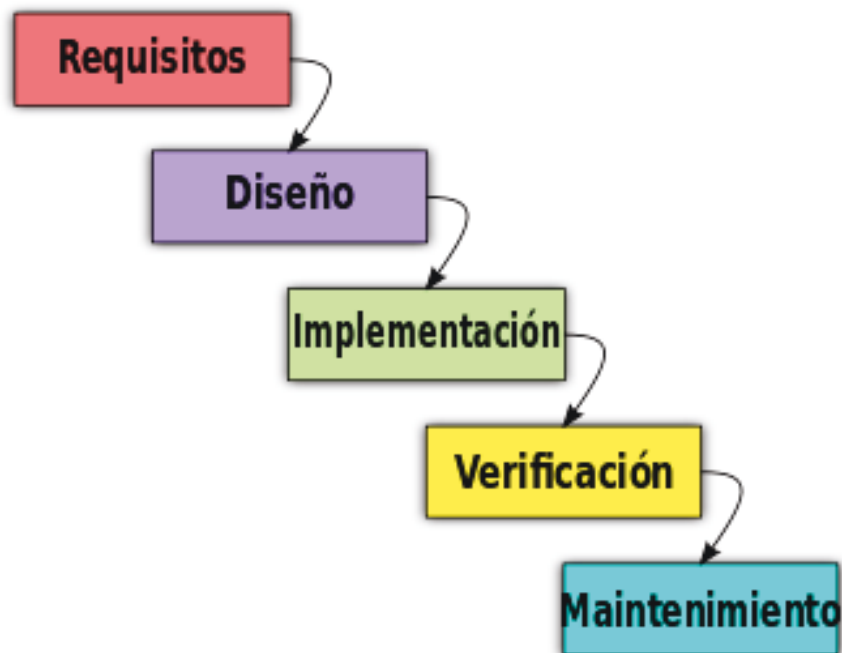 Requisitos
Diseño
Implementación
Verificación
Maintenimiento